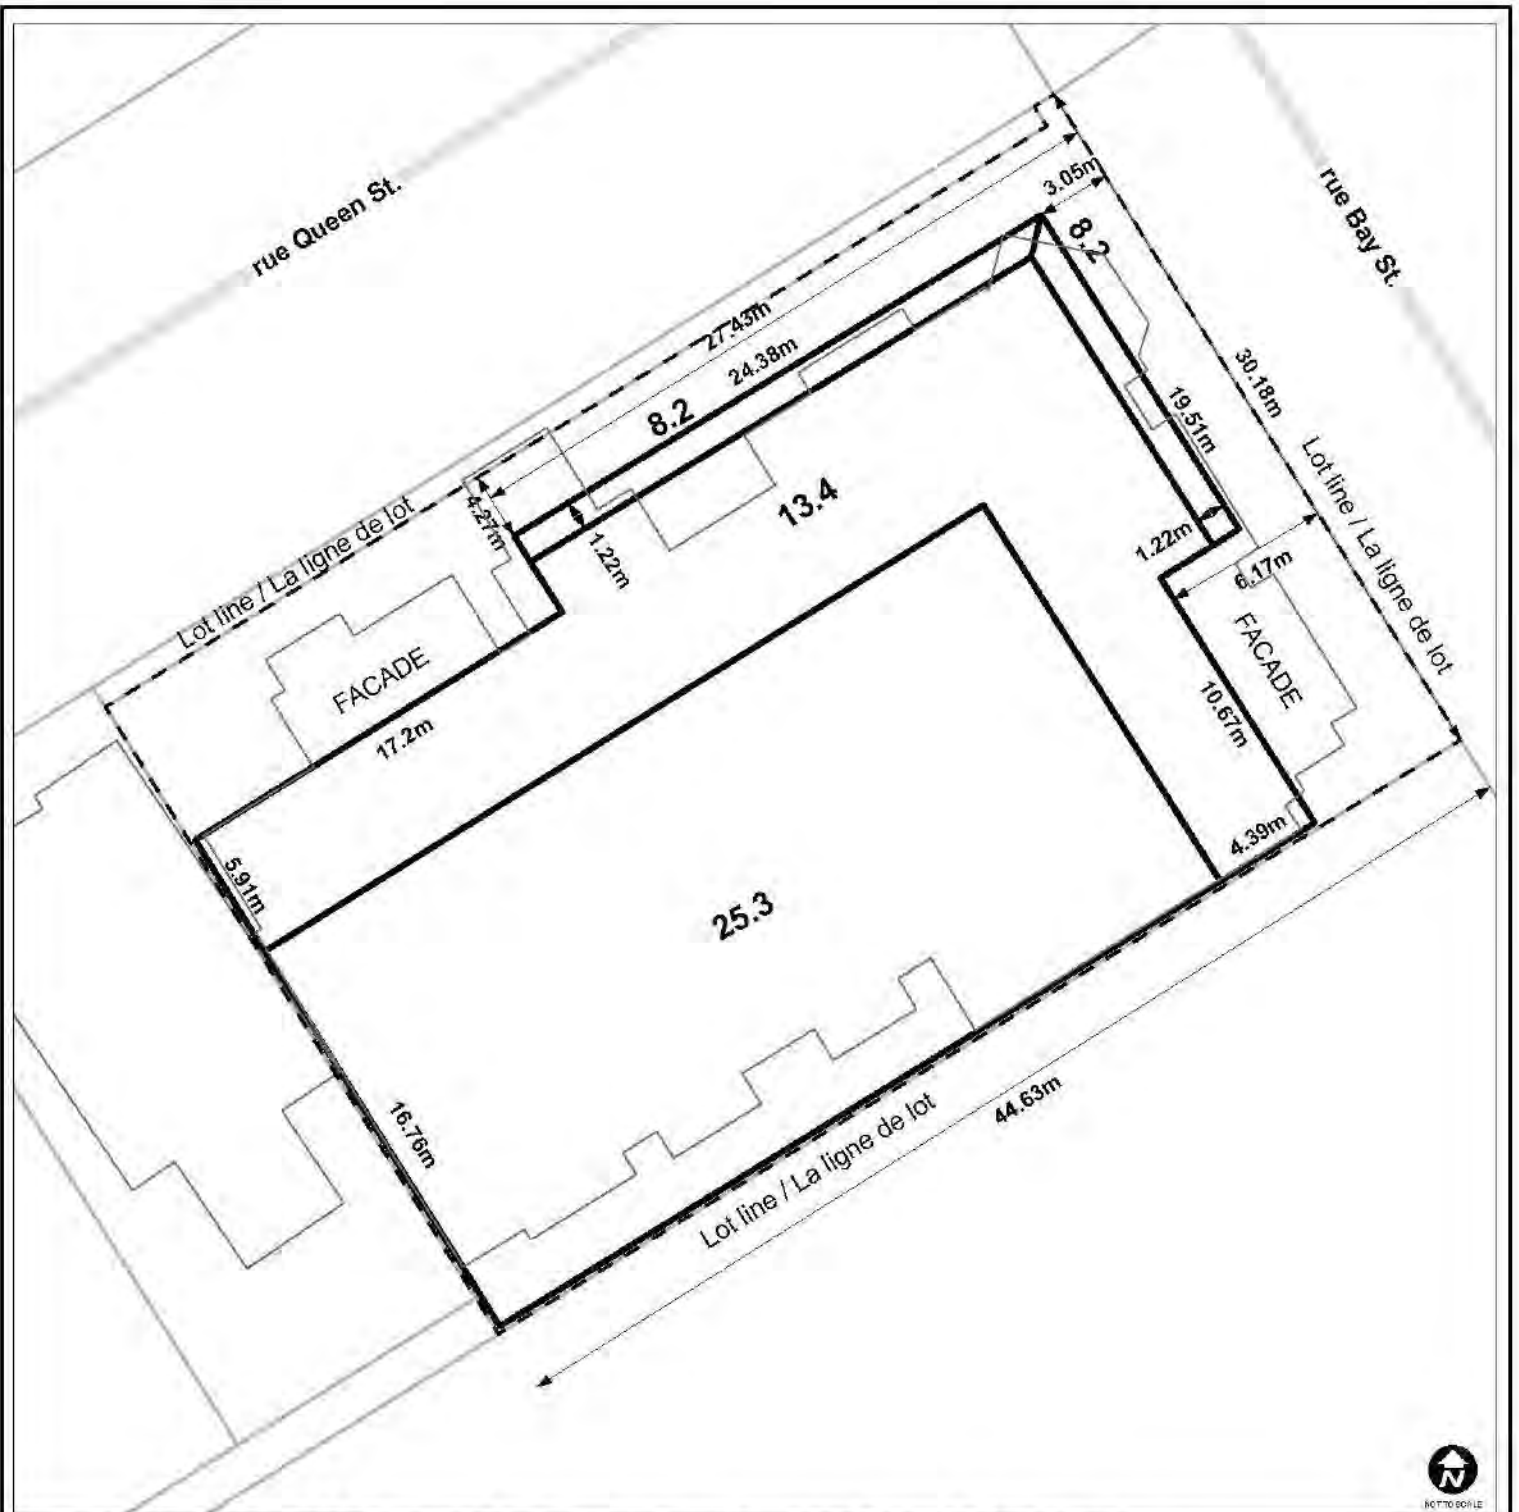 rue Queen St.
rue Bay St.
3.05m
8.2
27.43m
24.38m
8.2
30.18m
19.51m
Lot line / La ligne de lot
4.27m
1.22m
13.4
1.22m
6.17m
Lot line / La ligne de lot
FACADE
FACADE
17.2m
10.67m
5.91m
4.39m
25.3
16.76m
44.63m
Lot line / La ligne de lot
N
NOT TO SCALE